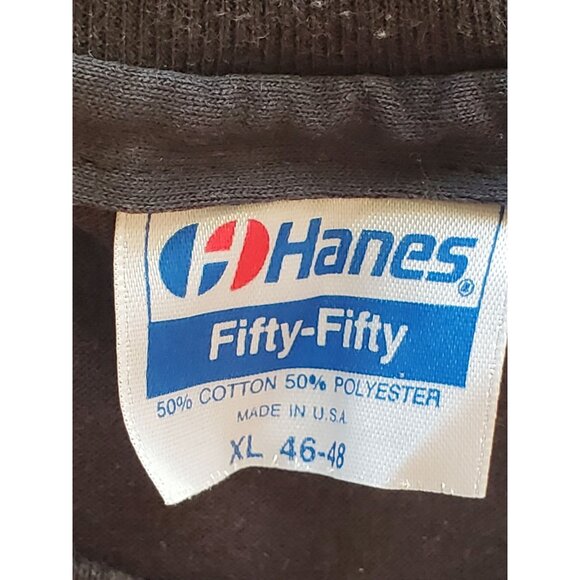 Hanes®
Fifty-Fifty
50% COTTON 50% POLYESTER
MADE IN U.S.A.
XL 46-48